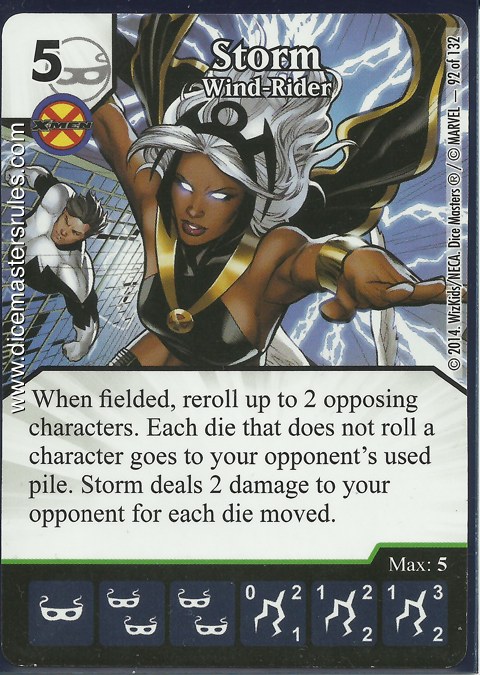 5
Storm
Wind-Rider
X-MEN
www.dicemastersrules.com
© 2014. WizKids/NECA. Dice Masters ® / © MARVEL — 92 of 132
When fielded, reroll up to 2 opposing
characters. Each die that does not roll a
character goes to your opponent's used
pile. Storm deals 2 damage to your
opponent for each die moved.
Max: 5
0 2 1 2 1 3
1 2 2